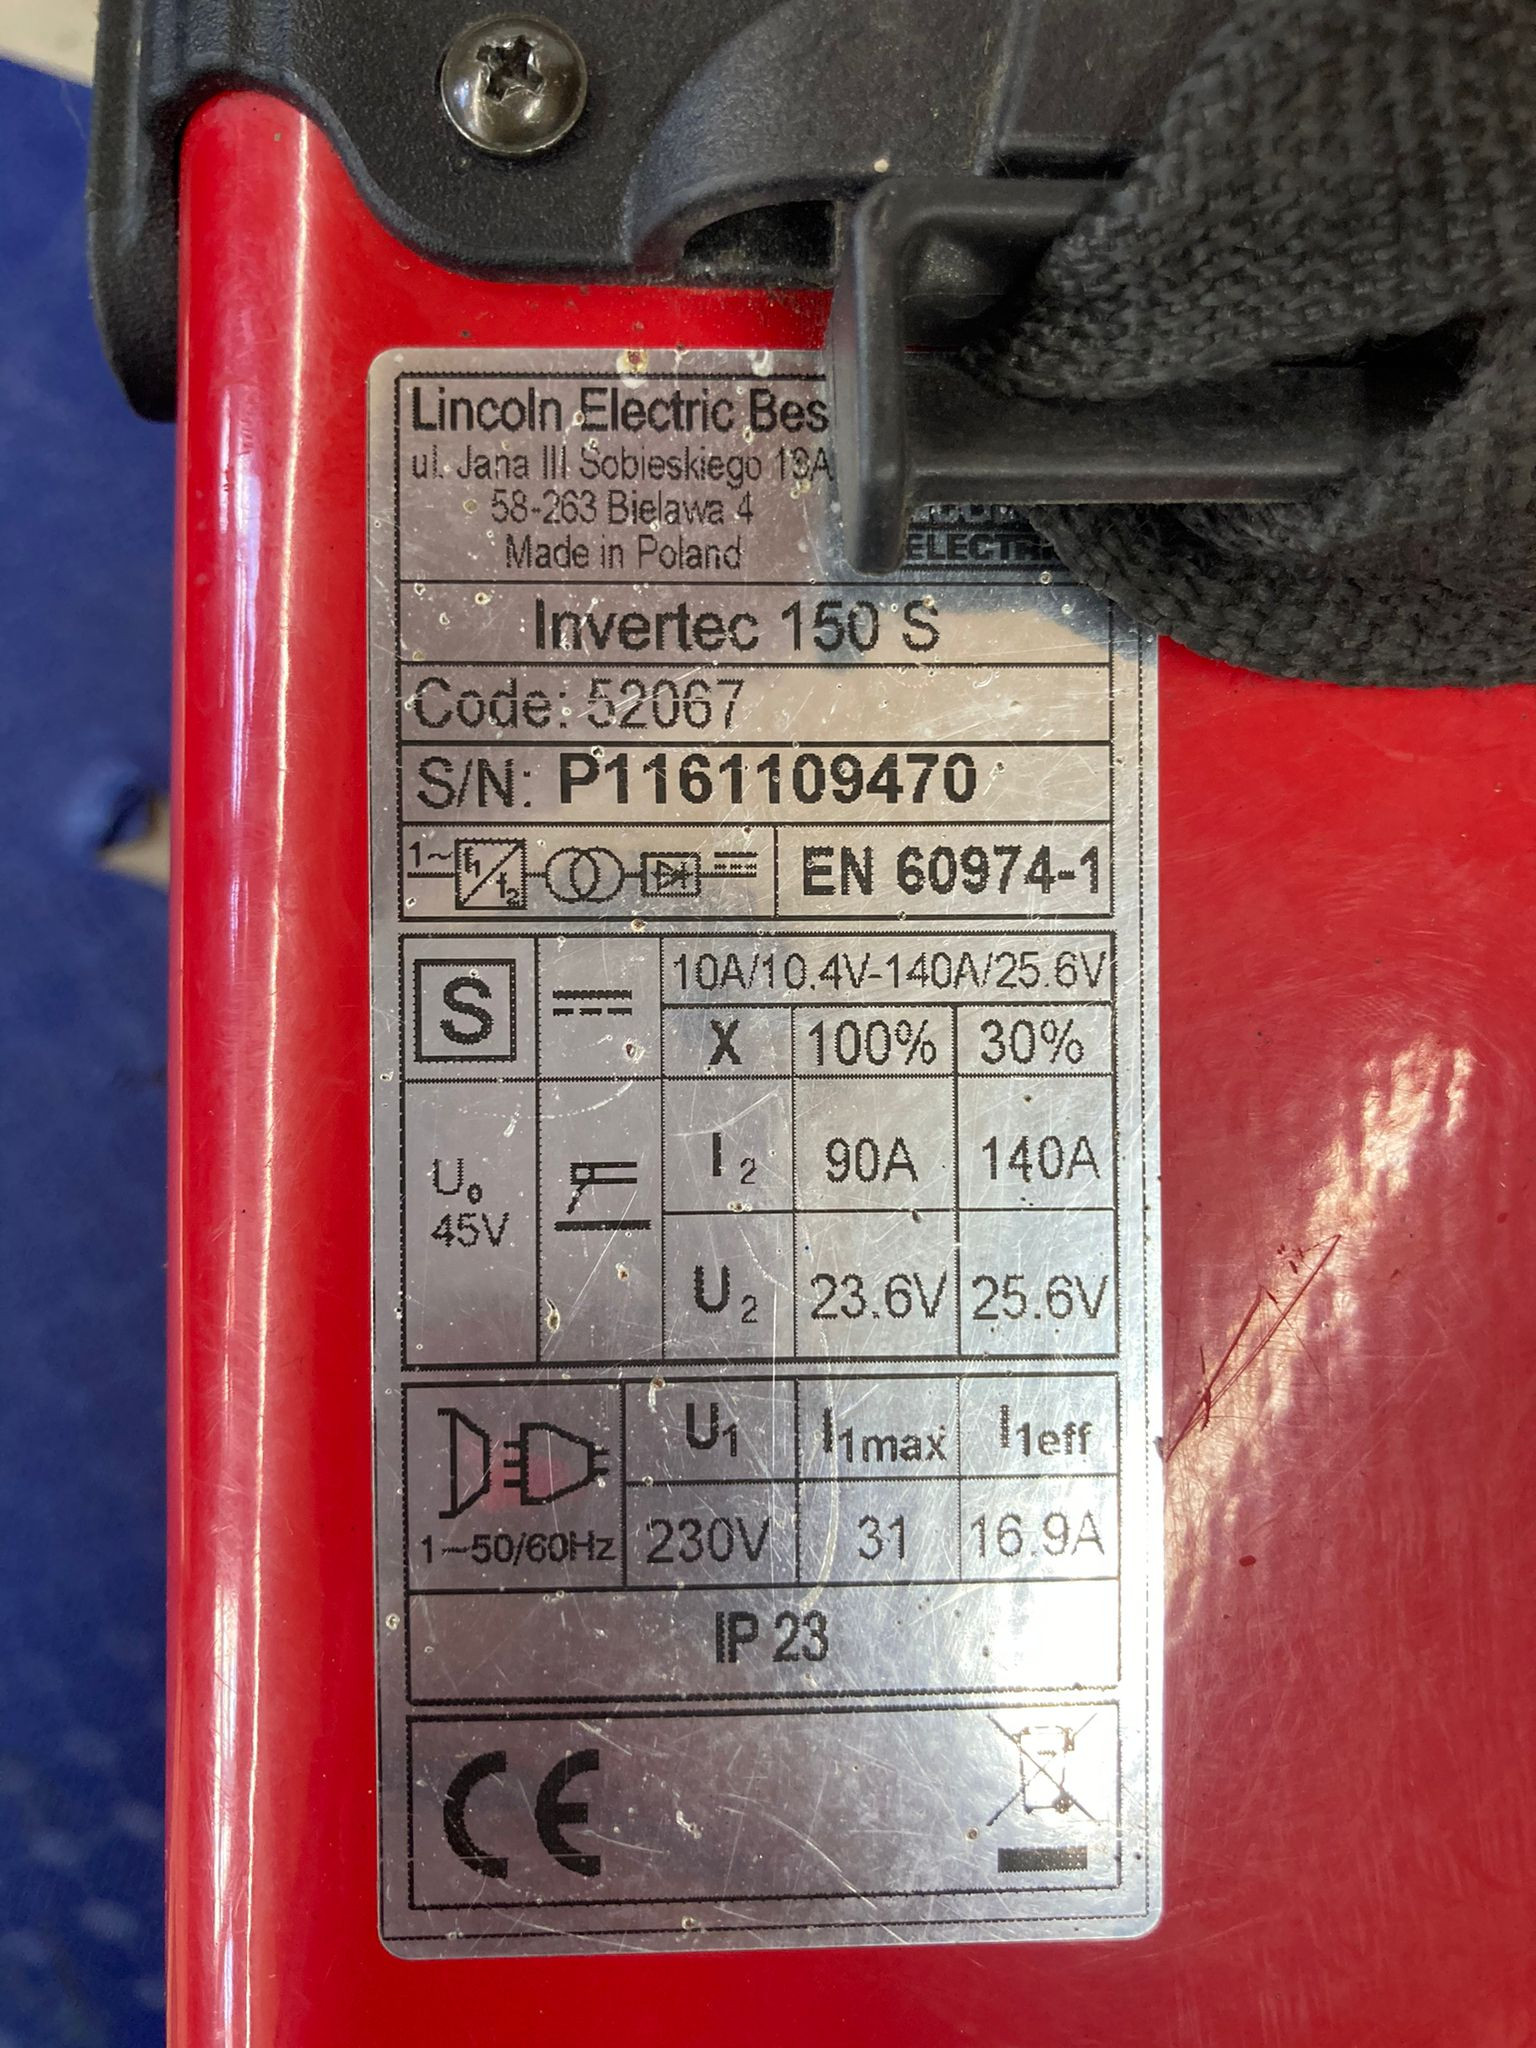 Lincoln Electric Bes
ul. Jana III Sobieskiego 19A
58-263 Bielawa 4
Made in Poland
ELECTR
Invertec 150 S
Code: 52067
S/N: P1161109470
1~ f1/f2
EN 60974-1
S
10A/10.4V-140A/25.6V
X 100% 30%
U0
45V
I2 90A 140A
U2 23.6V 25.6V
U1 I1max I1eff
1~50/60Hz 230V 31 16.9A
IP 23
CE